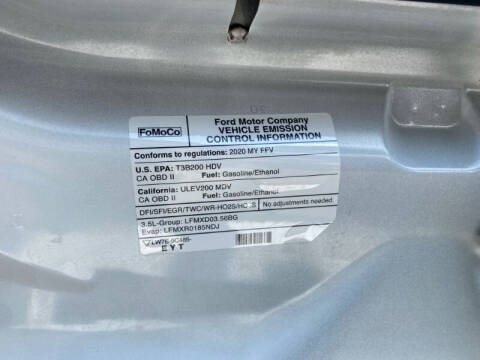 FoMoCo
Ford Motor Company
VEHICLE EMISSION
CONTROL INFORMATION
Conforms to regulations: 2020 MY FFV
U.S. EPA: T3B200 HDV
CA OBD II Fuel: Gasoline/Ethanol
California: ULEV200 MDV
CA OBD II Fuel: Gasoline/Ethanol
No adjustments needed.
DFI/SFI/EGR/TWC/WR-HO2S/HO2S
3.5L-Group: LFMXD03.56BG
Evap: LFMXR0185NDJ
EYT